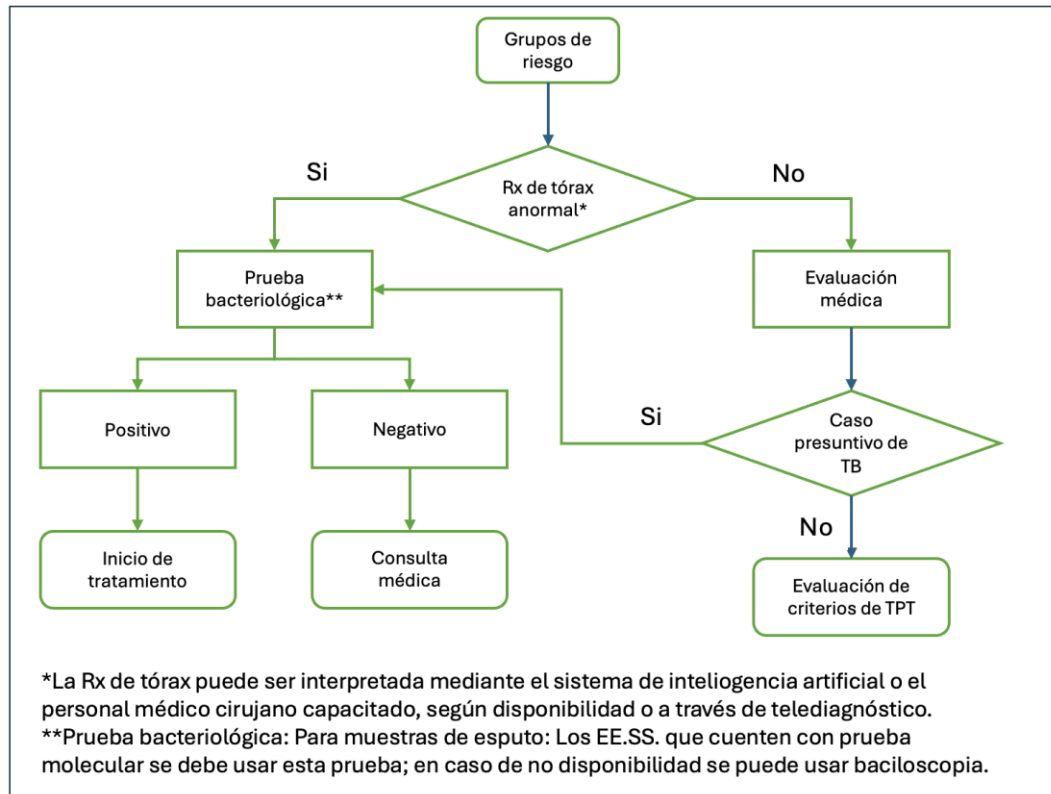 Grupos de
riesgo
Si
No
Rx de tórax
anormal*
Prueba
bacteriológica**
Evaluación
médica
Positivo
Negativo
Si
Caso
presuntivo de
TB
No
Inicio de
tratamiento
Consulta
médica
Evaluación de
criterios de TPT
*La Rx de tórax puede ser interpretada mediante el sistema de inteliogencia artificial o el
personal médico cirujano capacitado, según disponibilidad o a través de telediagnóstico.
**Prueba bacteriológica: Para muestras de esputo: Los EE.SS. que cuenten con prueba
molecular se debe usar esta prueba; en caso de no disponibilidad se puede usar baciloscopia.